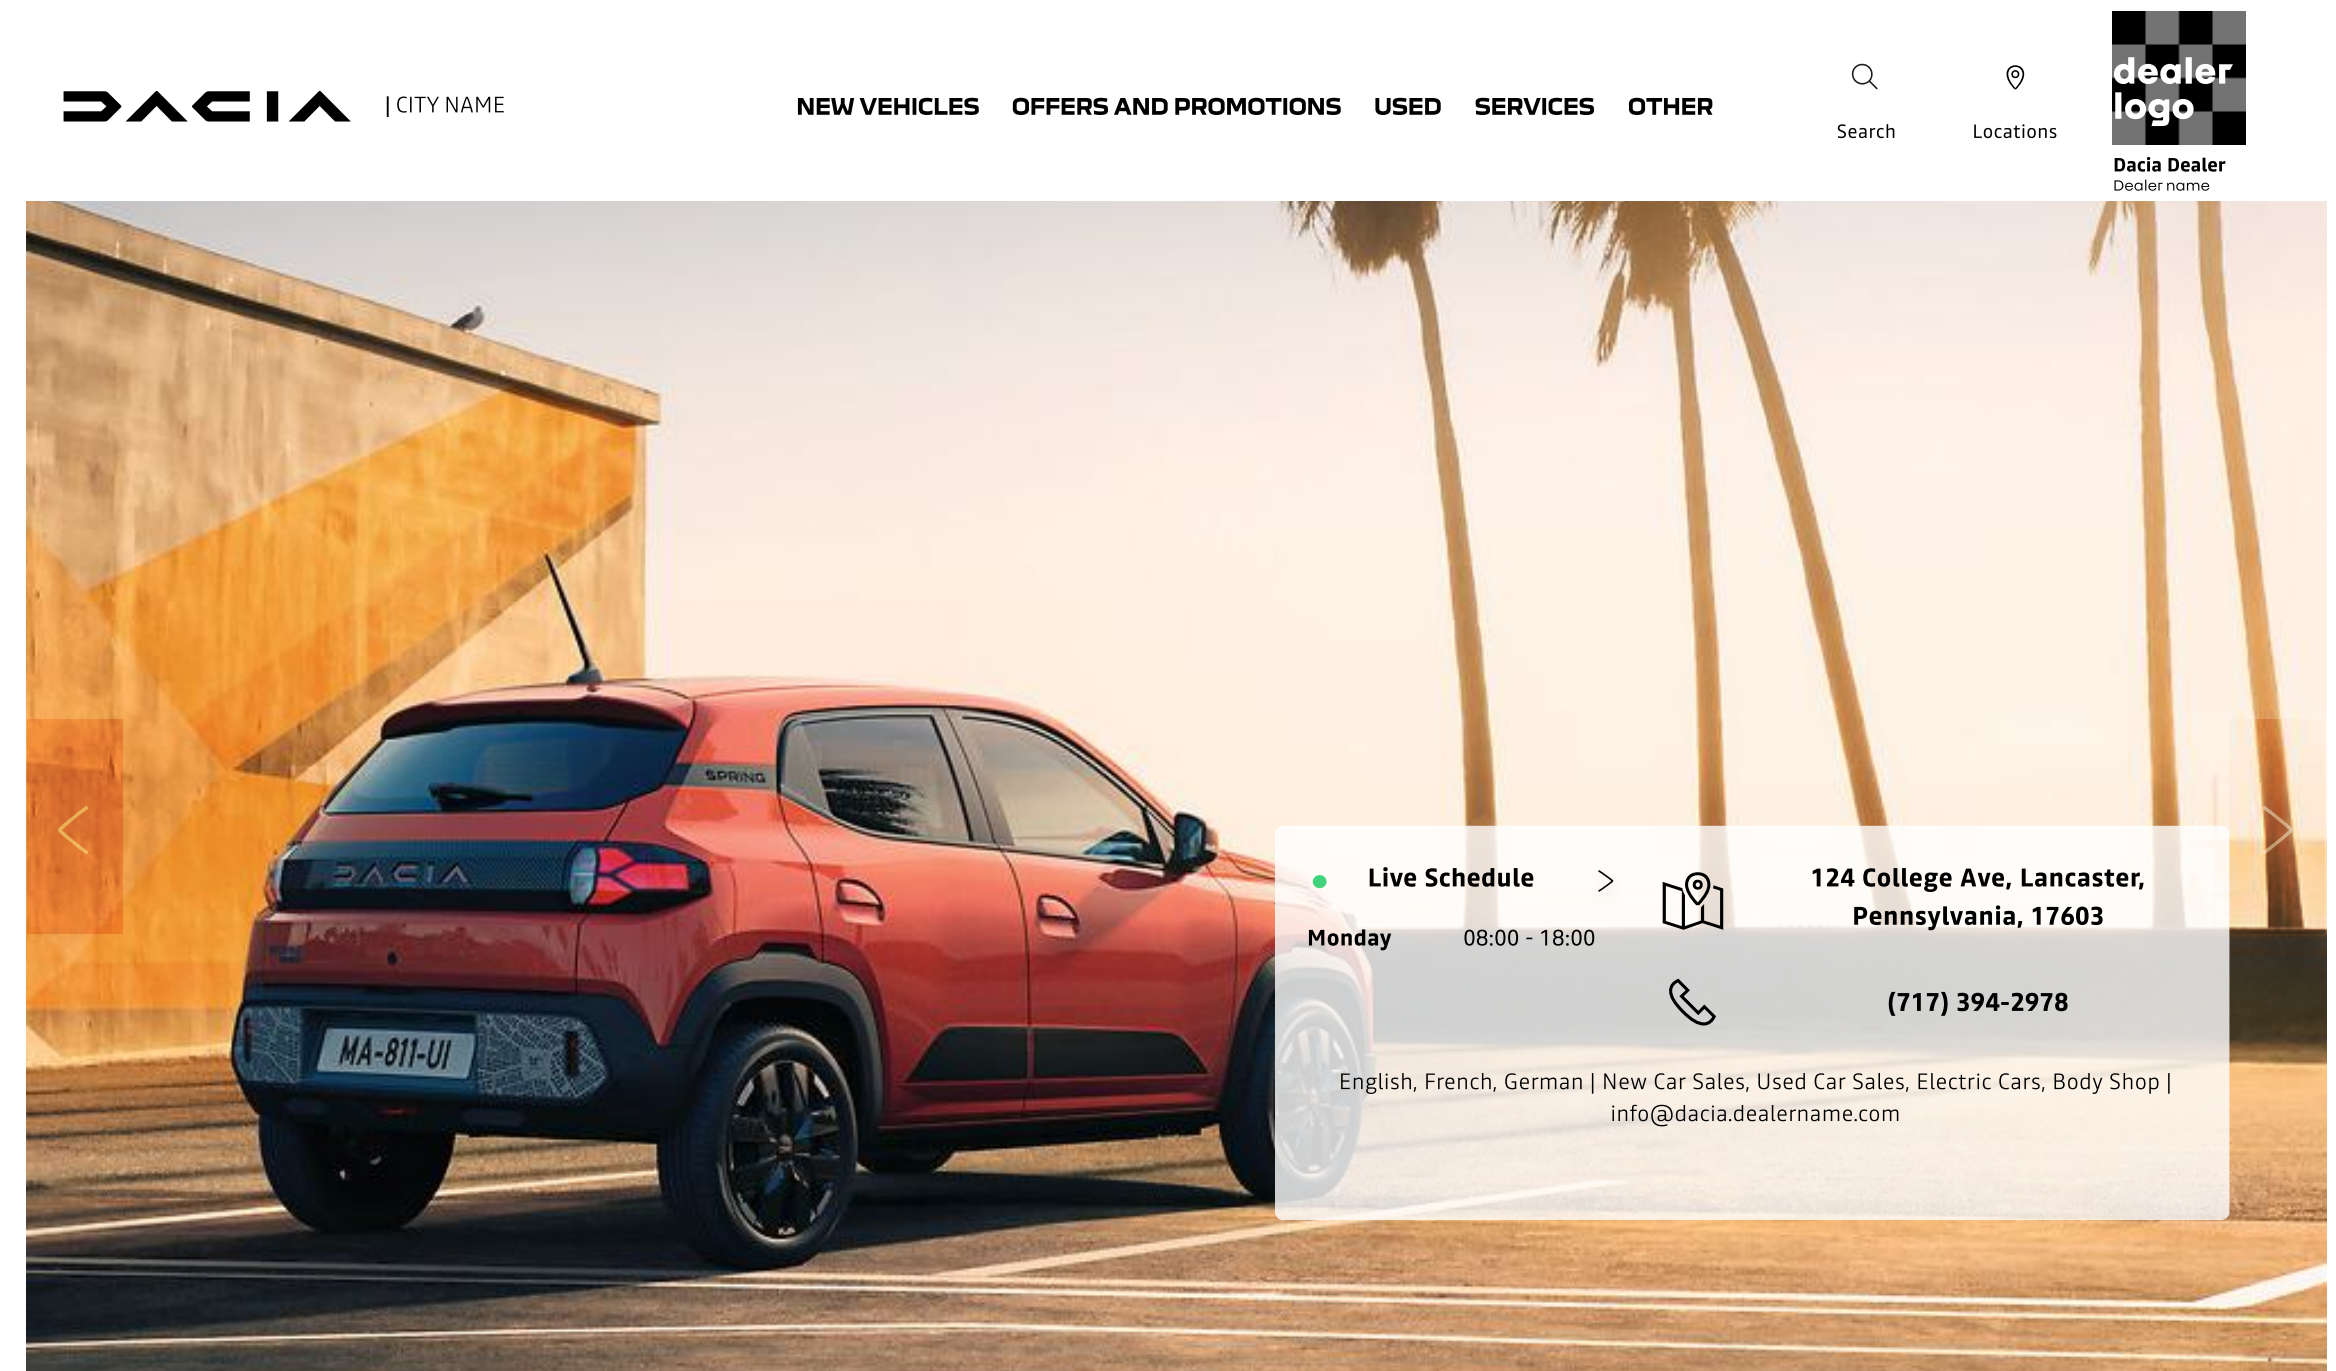 DACIA
| CITY NAME
NEW VEHICLES OFFERS AND PROMOTIONS USED SERVICES OTHER
Search
Locations
dealer
logo
Dacia Dealer
Dealer name
SPRING
DACIA
MA-811-UI
Live Schedule
Monday 08:00 - 18:00
124 College Ave, Lancaster,
Pennsylvania, 17603
(717) 394-2978
English, French, German | New Car Sales, Used Car Sales, Electric Cars, Body Shop |
info@dacia.dealername.com